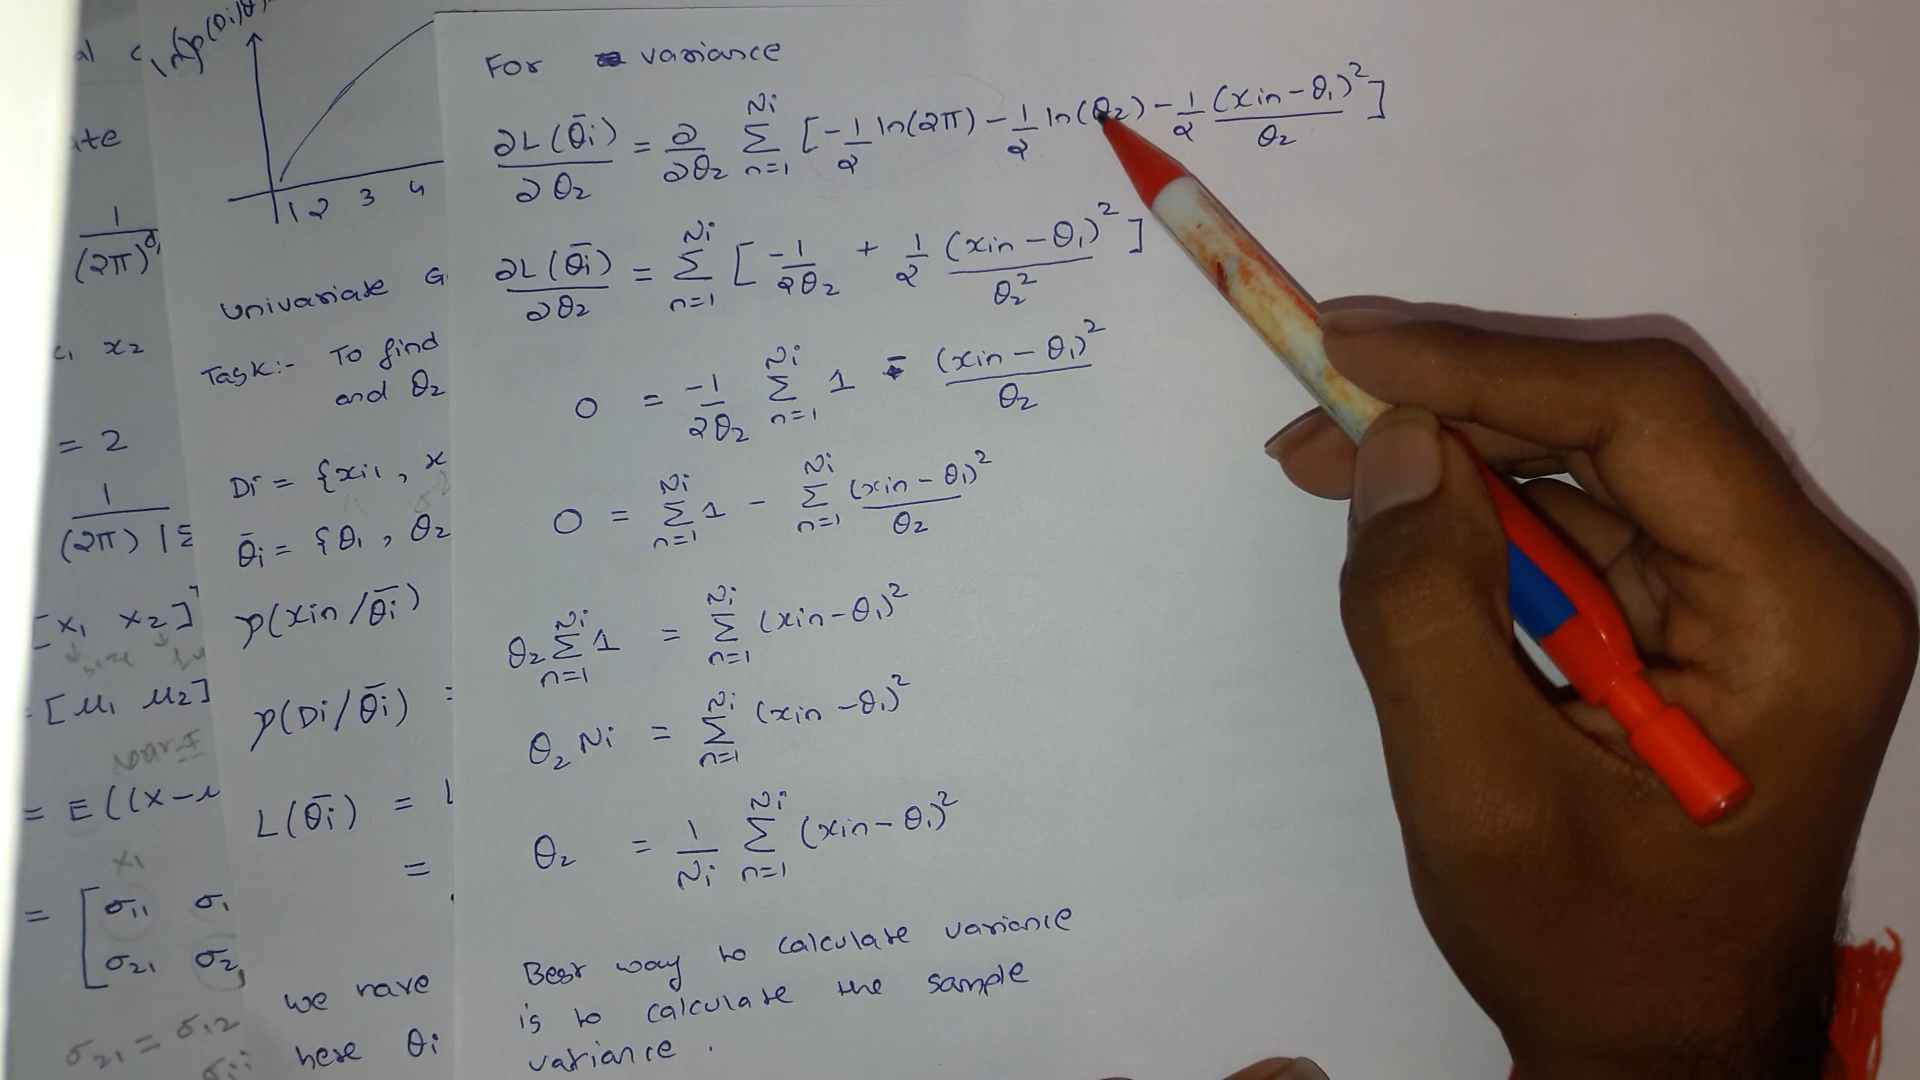 For variance
∂L(θ̄i)/∂θ2 = ∂/∂θ2 Σ_{n=1}^{Ni} [-1/2 ln(2π) - 1/2 ln(θ2) - 1/2 (xin-θ1)²/θ2]
∂L(θ̄i)/∂θ2 = Σ_{n=1}^{Ni} [-1/2θ2 + 1/2 (xin-θ1)²/θ2²]
0 = -1/2θ2 Σ_{n=1}^{Ni} 1 - (xin-θ1)²/θ2
0 = Σ_{n=1}^{Ni} 1 - Σ_{n=1}^{Ni} (xin-θ1)²/θ2
θ2 Σ_{n=1}^{Ni} 1 = Σ_{n=1}^{Ni} (xin-θ1)²
θ2 Ni = Σ_{n=1}^{Ni} (xin-θ1)²
θ2 = 1/Ni Σ_{n=1}^{Ni} (xin-θ1)²
Best way to calculate variance
is to calculate the sample
variance.
1 2 3 4
Univariate G
Task:- To find
and θ2
Di = {xi1, x
θ̄i = {θ1, θ2
p(xin/θ̄i)
p(Di/θ̄i) =
L(θ̄i) = L
=
we have
here θi
x2
= 2
1/(2π) |Σ
[x1 x2]ᵀ
[μ1 μ2]
= E((x-μ
x1
= [σ11 σ1
σ21 σ2
σ21 = σ12